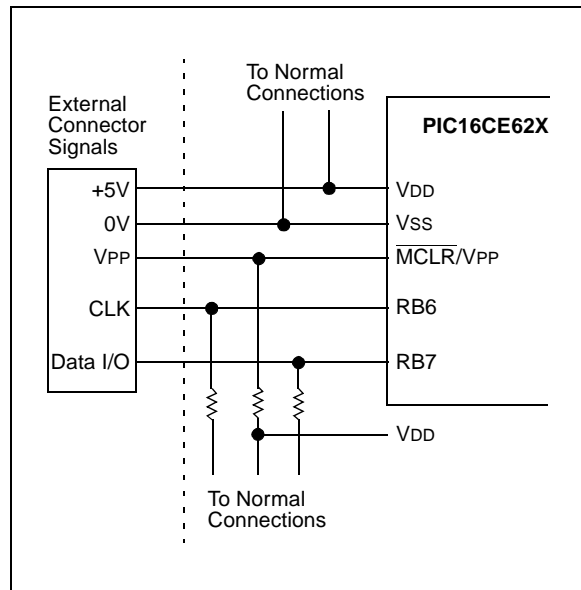 To Normal
Connections
External
Connector
Signals
PIC16CE62X
+5V
VDD
0V
VSS
VPP
MCLR/VPP
CLK
RB6
Data I/O
RB7
VDD
To Normal
Connections